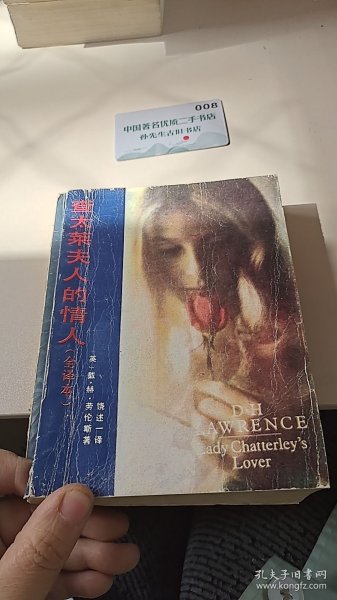 008
中国著名优质二手书店
孙先生古旧书店
查太莱夫人的情人(全译本)
英·戴·赫·劳伦斯著
饶述一译
D·H
LAWRENCE
Lady Chatterley's
Lover
孔夫子旧书网
kongfz.com